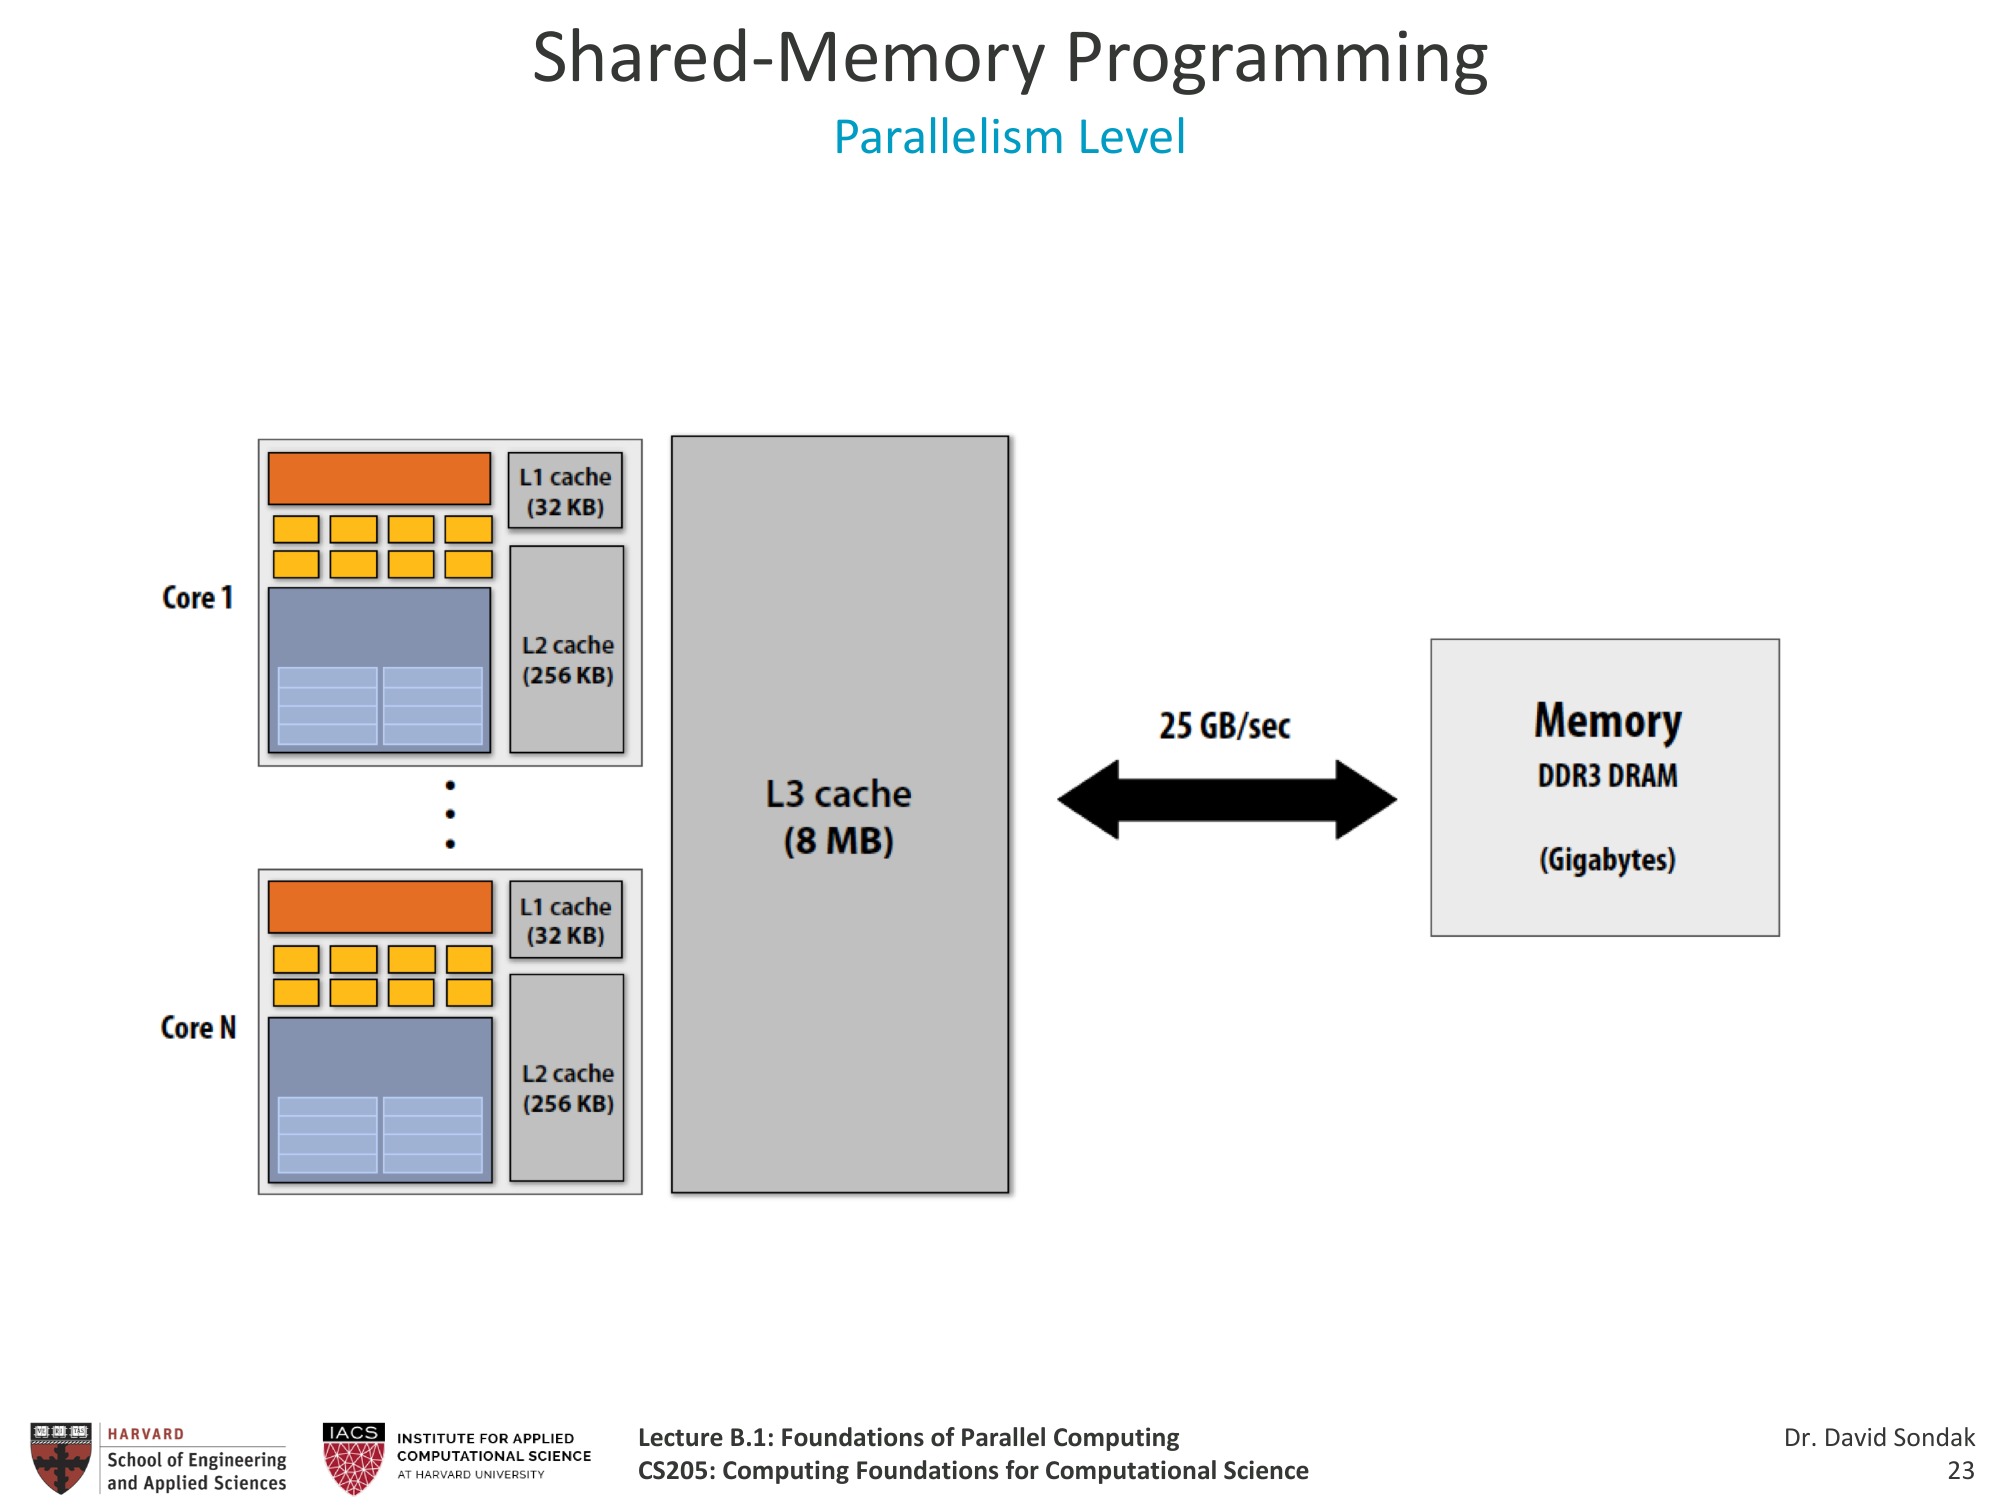 Shared-Memory Programming
Parallelism Level
Core 1
L1 cache
(32 KB)
L2 cache
(256 KB)
Core N
L1 cache
(32 KB)
L2 cache
(256 KB)
L3 cache
(8 MB)
25 GB/sec
Memory
DDR3 DRAM
(Gigabytes)
HARVARD
School of Engineering
and Applied Sciences
IACS
INSTITUTE FOR APPLIED
COMPUTATIONAL SCIENCE
AT HARVARD UNIVERSITY
Lecture B.1: Foundations of Parallel Computing
CS205: Computing Foundations for Computational Science
Dr. David Sondak
23